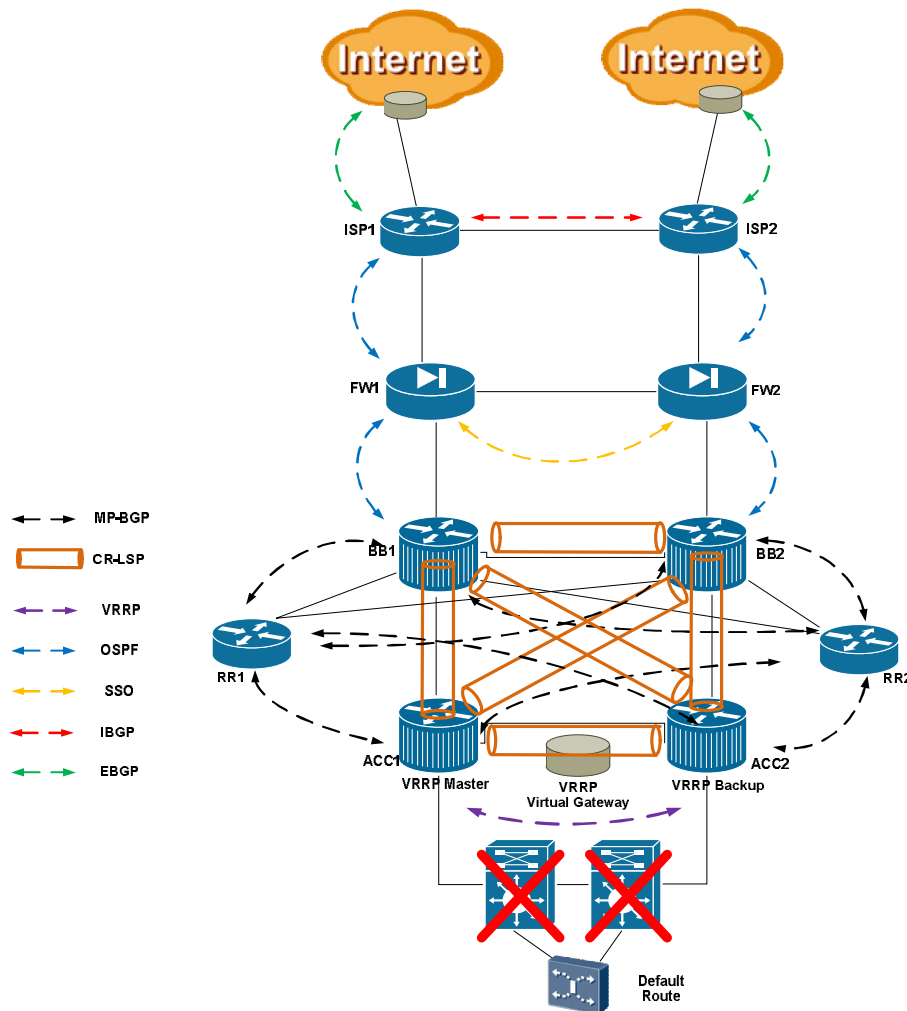 Internet
Internet
ISP1
ISP2
FW1
FW2
MP-BGP
CR-LSP
VRRP
OSPF
SSO
IBGP
EBGP
BB1
BB2
RR1
RR2
ACC1
ACC2
VRRP Master
VRRP
Virtual Gateway
VRRP Backup
Default
Route